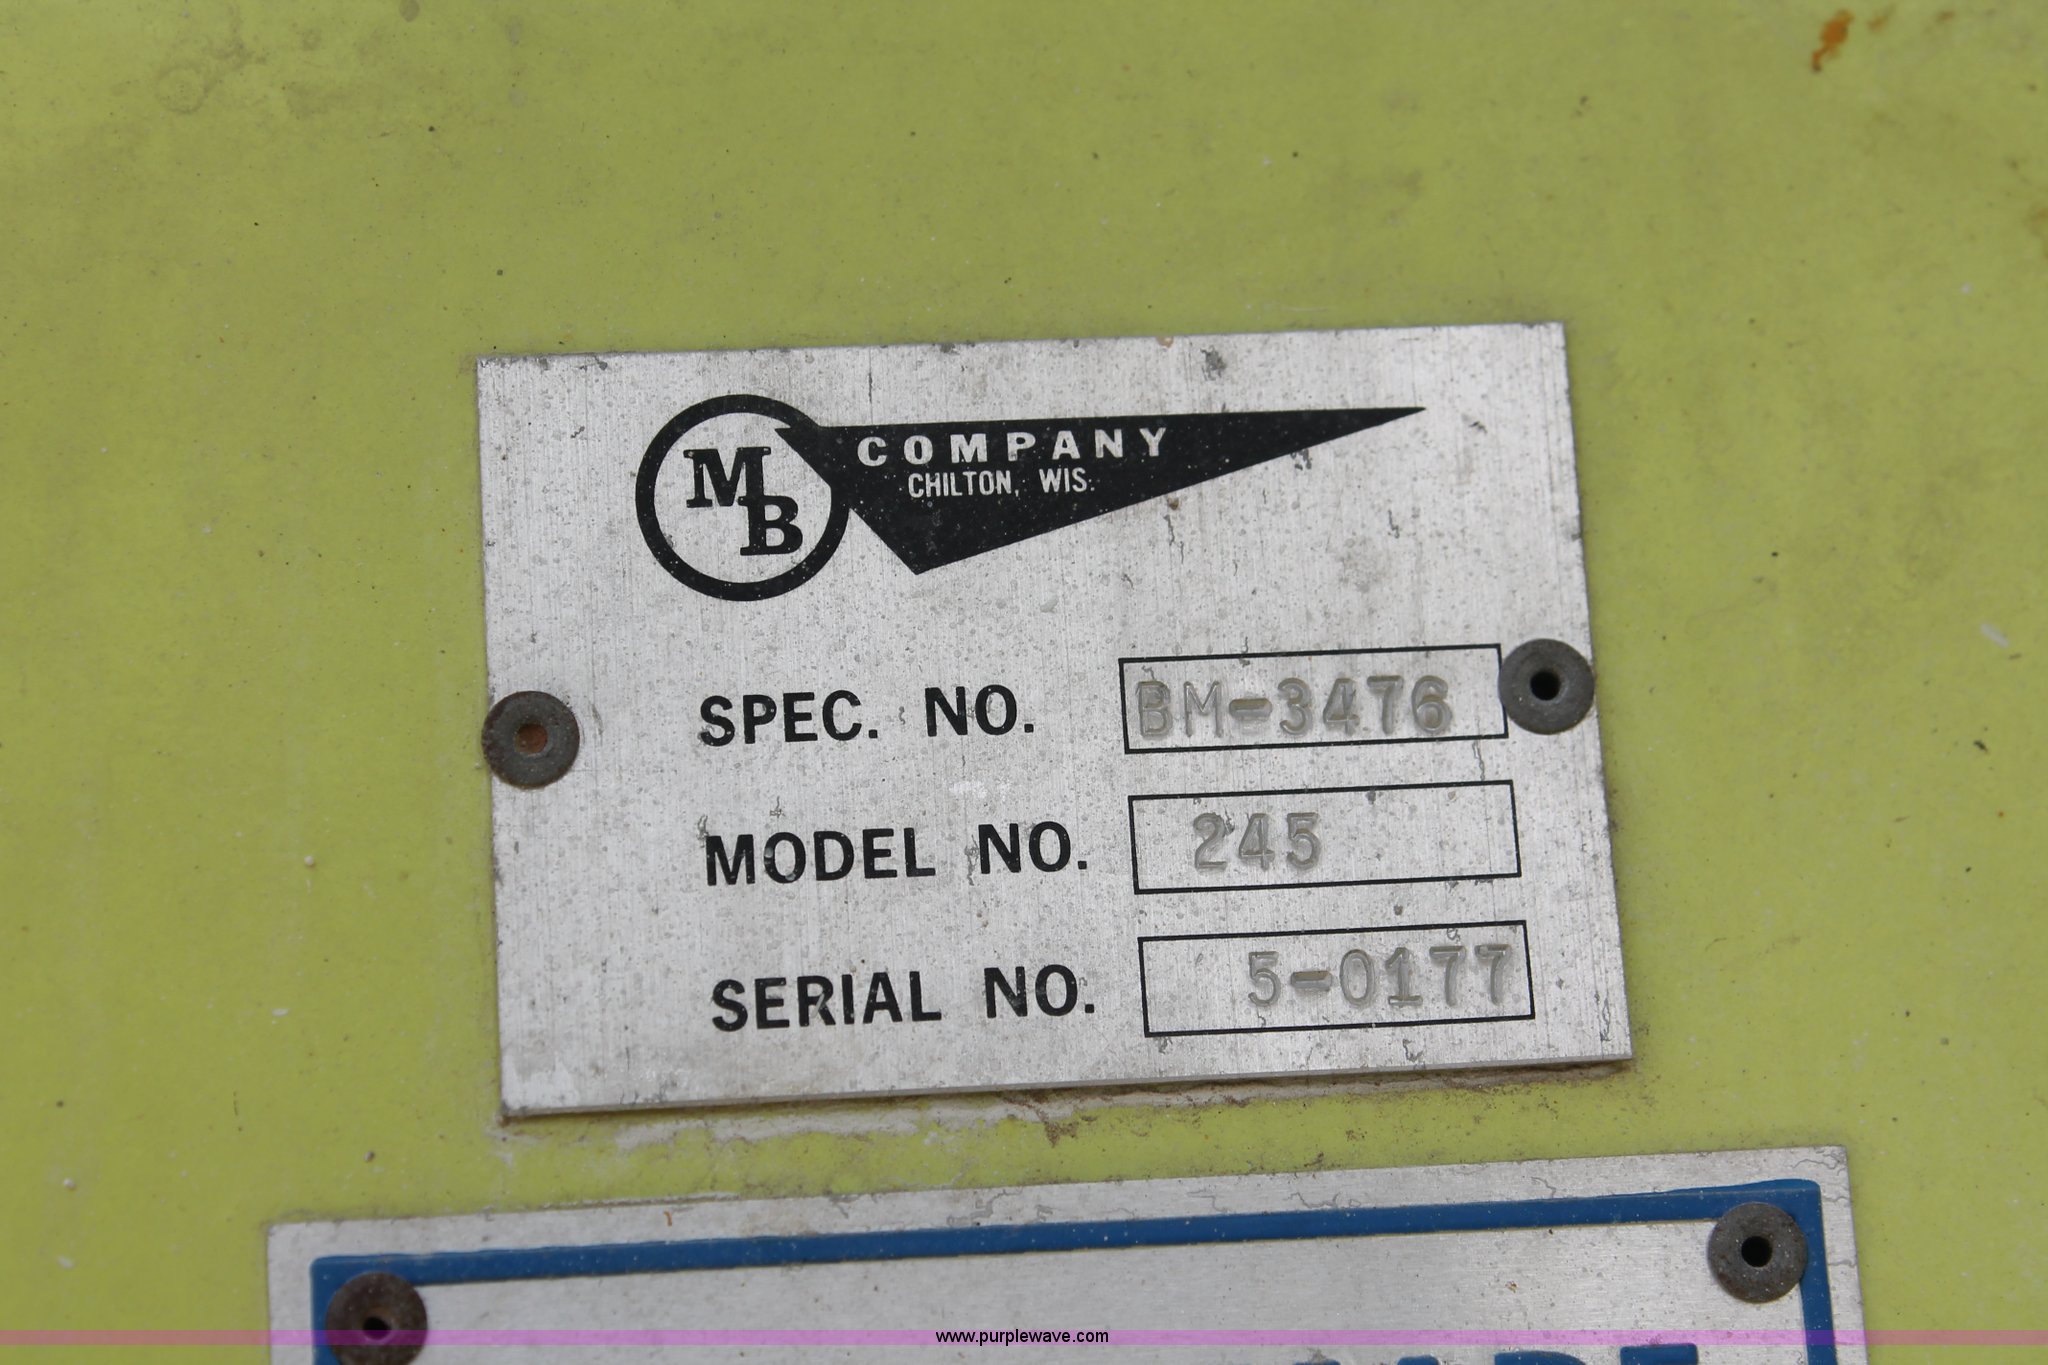 MB COMPANY
CHILTON, WIS.
SPEC. NO. BM-3476
MODEL NO. 245
SERIAL NO. 5-0177
www.purplewave.com